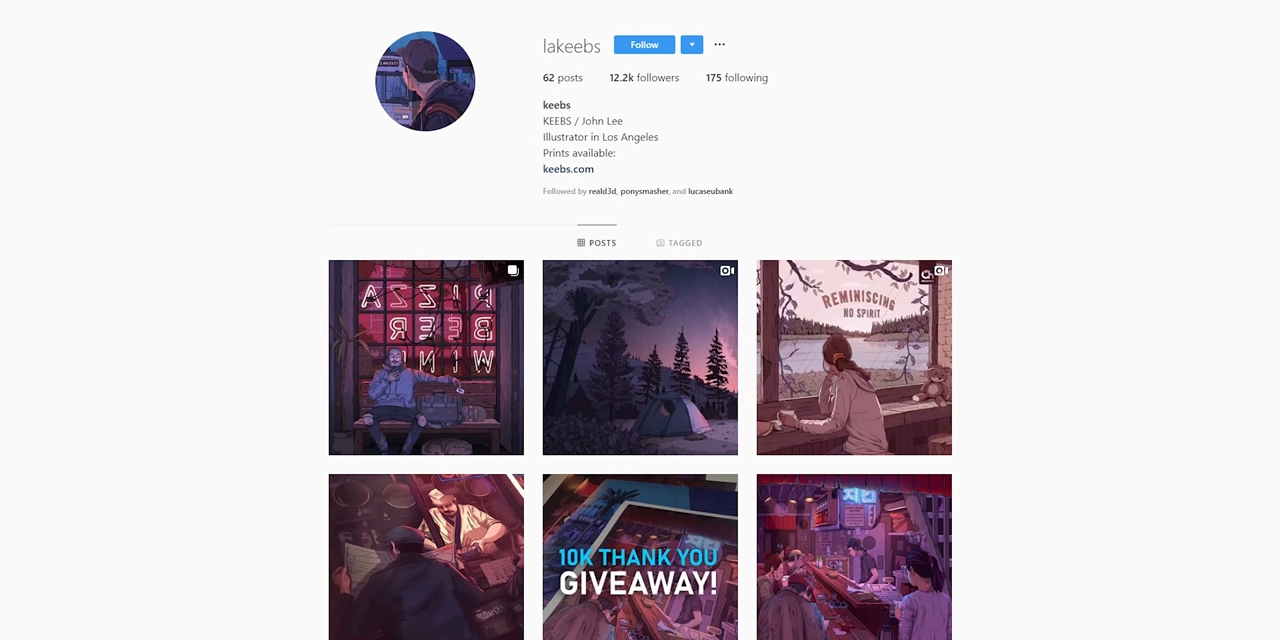 lakeebs
Follow
62 posts 12.2k followers 175 following
keebs
KEEBS / John Lee
Illustrator in Los Angeles
Prints available:
keebs.com
Followed by reald3d, ponysmasher, and lucaseubank
POSTS TAGGED
PIZZA
BEER
REMINISCING
NO SPIRIT
10K THANK YOU
GIVEAWAY!